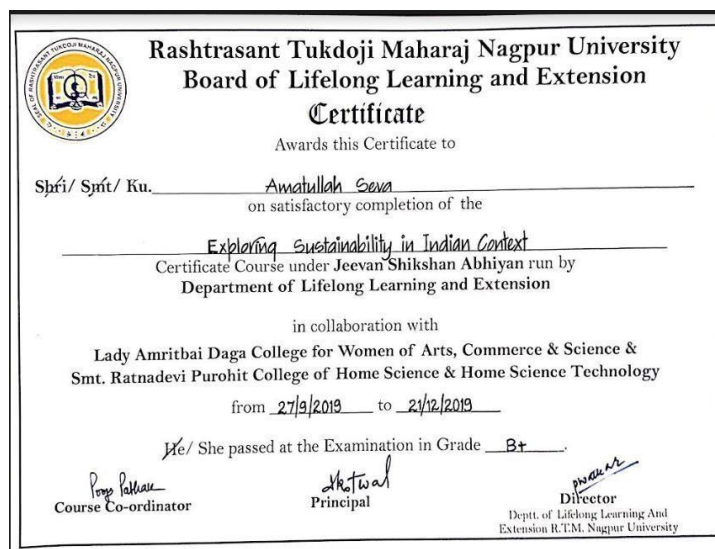 Rashtrasant Tukdoji Maharaj Nagpur University
Board of Lifelong Learning and Extension
Certificate
Awards this Certificate to
Shri/ Smt/ Ku. Amatullah Seva
on satisfactory completion of the
Exploring Sustainability in Indian Context
Certificate Course under Jeevan Shikshan Abhiyan run by
Department of Lifelong Learning and Extension
in collaboration with
Lady Amritbai Daga College for Women of Arts, Commerce & Science &
Smt. Ratnadevi Purohit College of Home Science & Home Science Technology
from 27/9/2019 to 21/12/2019
He/ She passed at the Examination in Grade B+.
Course Co-ordinator
Principal
Director
Deptt. of Lifelong Learning And
Extension R.T.M. Nagpur University